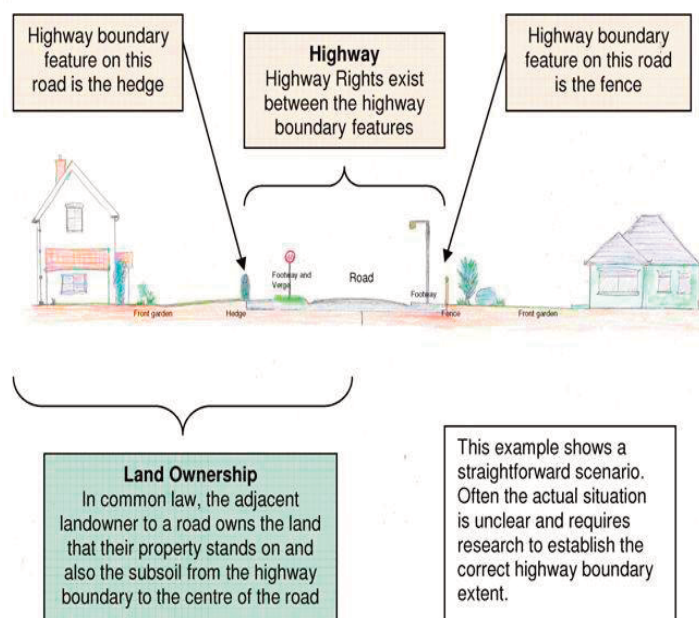 Highway boundary
feature on this
road is the hedge
Highway
Highway Rights exist
between the highway
boundary features
Highway boundary
feature on this road
is the fence
Footway and
Verge
Road
Footway
Front garden
Hedge
Fence
Front garden
Land Ownership
In common law, the adjacent
landowner to a road owns the land
that their property stands on and
also the subsoil from the highway
boundary to the centre of the road
This example shows a
straightforward scenario.
Often the actual situation
is unclear and requires
research to establish the
correct highway boundary
extent.